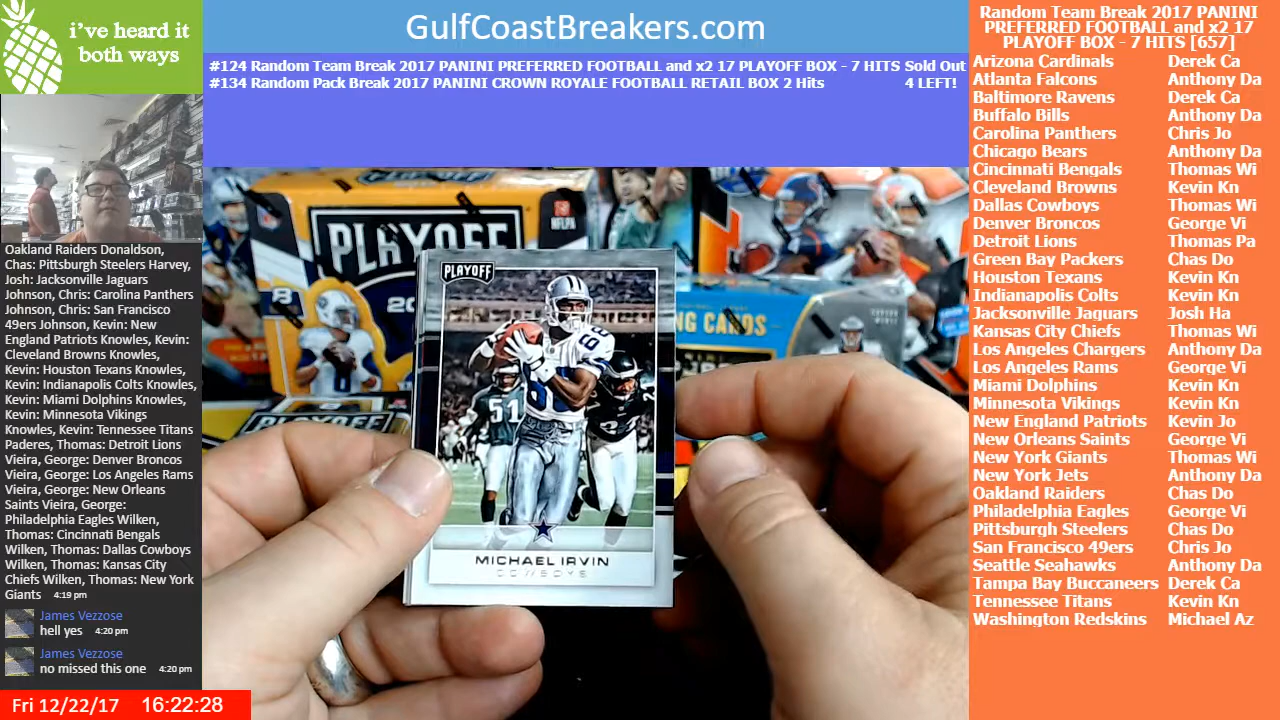 i've heard it
both ways
GulfCoastBreakers.com
#124 Random Team Break 2017 PANINI PREFERRED FOOTBALL and x2 17 PLAYOFF BOX - 7 HITS Sold Out
#134 Random Pack Break 2017 PANINI CROWN ROYALE FOOTBALL RETAIL BOX 2 Hits 4 LEFT!
Random Team Break 2017 PANINI
PREFERRED FOOTBALL and x2 17
PLAYOFF BOX - 7 HITS [657]
Arizona Cardinals Derek Ca
Atlanta Falcons Anthony Da
Baltimore Ravens Derek Ca
Buffalo Bills Anthony Da
Carolina Panthers Chris Jo
Chicago Bears Anthony Da
Cincinnati Bengals Thomas Wi
Cleveland Browns Kevin Kn
Dallas Cowboys Thomas Wi
Denver Broncos George Vi
Detroit Lions Thomas Pa
Green Bay Packers Chas Do
Houston Texans Kevin Kn
Indianapolis Colts Kevin Kn
Jacksonville Jaguars Josh Ha
Kansas City Chiefs Thomas Wi
Los Angeles Chargers Anthony Da
Los Angeles Rams George Vi
Miami Dolphins Kevin Kn
Minnesota Vikings Kevin Kn
New England Patriots Kevin Jo
New Orleans Saints George Vi
New York Giants Thomas Wi
New York Jets Anthony Da
Oakland Raiders Chas Do
Philadelphia Eagles George Vi
Pittsburgh Steelers Chas Do
San Francisco 49ers Chris Jo
Seattle Seahawks Anthony Da
Tampa Bay Buccaneers Derek Ca
Tennessee Titans Kevin Kn
Washington Redskins Michael Az
Oakland Raiders Donaldson,
Chas: Pittsburgh Steelers Harvey,
Josh: Jacksonville Jaguars
Johnson, Chris: Carolina Panthers
Johnson, Chris: San Francisco
49ers Johnson, Kevin: New
England Patriots Knowles, Kevin:
Cleveland Browns Knowles,
Kevin: Houston Texans Knowles,
Kevin: Indianapolis Colts Knowles,
Kevin: Miami Dolphins Knowles,
Kevin: Minnesota Vikings
Knowles, Kevin: Tennessee Titans
Paderes, Thomas: Detroit Lions
Vieira, George: Denver Broncos
Vieira, George: Los Angeles Rams
Vieira, George: New Orleans
Saints Vieira, George:
Philadelphia Eagles Wilken,
Thomas: Cincinnati Bengals
Wilken, Thomas: Dallas Cowboys
Wilken, Thomas: Kansas City
Chiefs Wilken, Thomas: New York
Giants 4:19 pm
James Vezzose
hell yes 4:20 pm
James Vezzose
no missed this one 4:20 pm
Fri 12/22/17 16:22:28
PLAYOFF
20
8
NFLPA
NG CARDS
PLAYOFF
88
51
MICHAEL IRVIN
COWBOYS